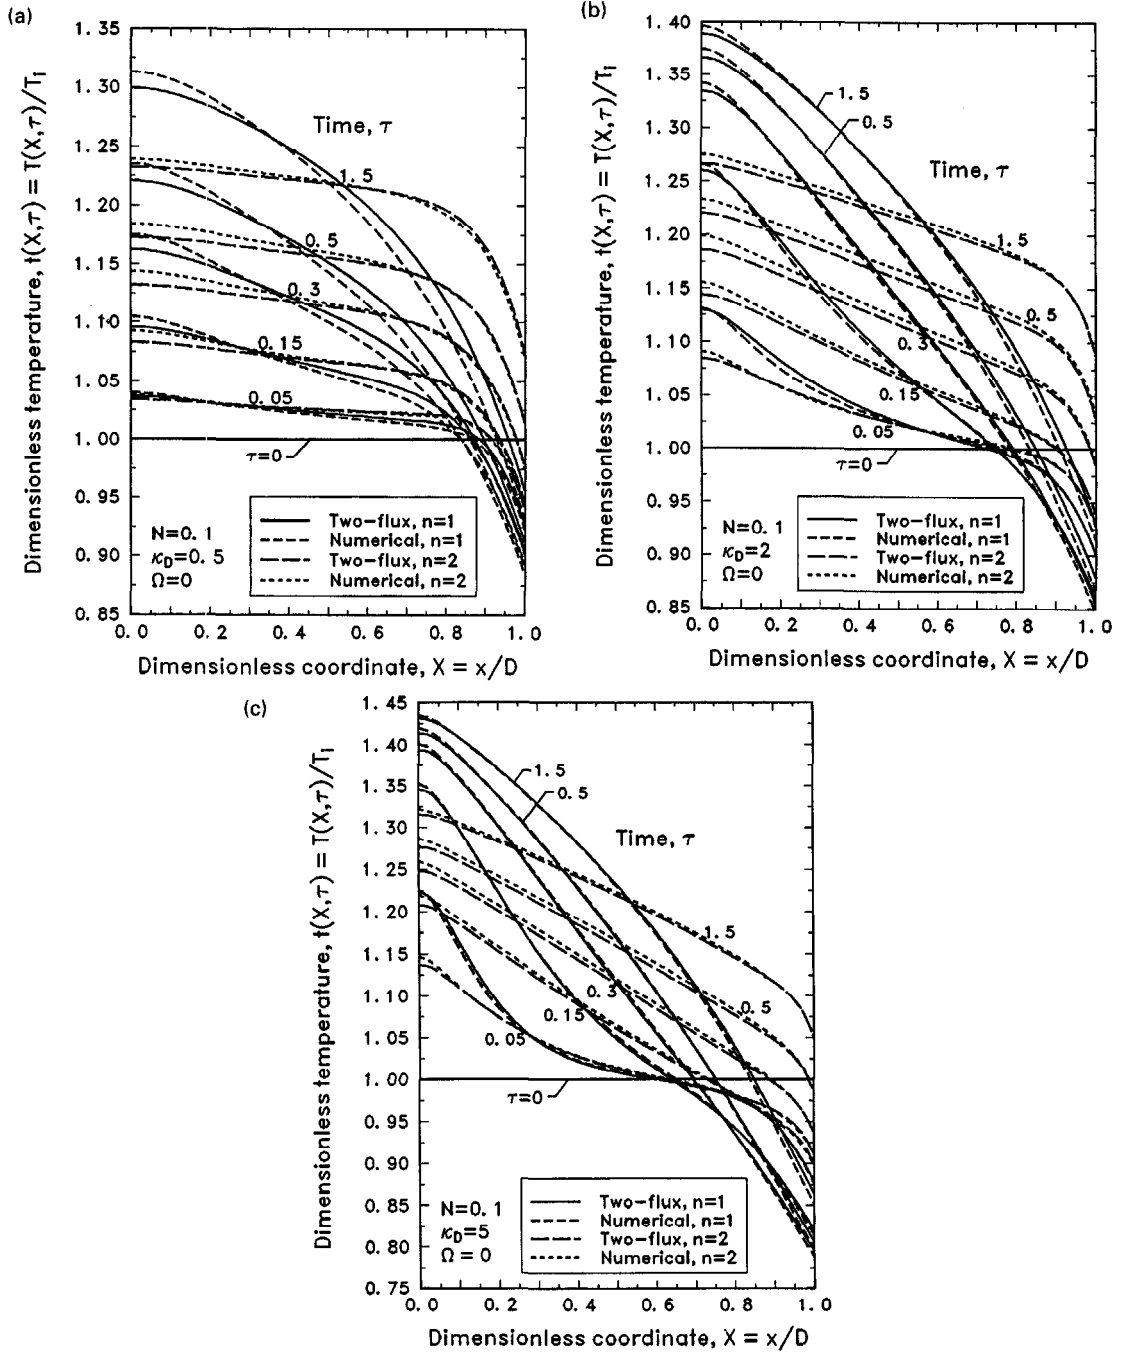 (a)
Dimensionless temperature, t(X,τ) = T(X,τ)/Ti
1. 35
1. 30
1. 25
1. 20
1. 15
1. 10
1. 05
1. 00
0. 95
0. 90
0. 85
Time, τ
1. 5
0. 5
0. 3
0. 15
0. 05
τ=0
N=0. 1
κD=0. 5
Ω=0
Two-flux, n=1
Numerical, n=1
Two-flux, n=2
Numerical, n=2
0. 0 0. 2 0. 4 0. 6 0. 8 1. 0
Dimensionless coordinate, X = x/D
(b)
Dimensionless temperature, t(X,τ) = T(X,τ)/Ti
1. 40
1. 35
1. 30
1. 25
1. 20
1. 15
1. 10
1. 05
1. 00
0. 95
0. 90
0. 85
1. 5
0. 5
Time, τ
1. 5
0. 5
0. 3
0. 15
0. 05
τ=0
N=0. 1
κD=2
Ω=0
Two-flux, n=1
Numerical, n=1
Two-flux, n=2
Numerical, n=2
0. 0 0. 2 0. 4 0. 6 0. 8 1. 0
Dimensionless coordinate, X = x/D
(c)
Dimensionless temperature, t(X,τ) = T(X,τ)/Ti
1. 45
1. 40
1. 35
1. 30
1. 25
1. 20
1. 15
1. 10
1. 05
1. 00
0. 95
0. 90
0. 85
0. 80
0. 75
1. 5
0. 5
Time, τ
1. 5
0. 5
0. 3
0. 15
0. 05
τ=0
N=0. 1
κD=5
Ω = 0
Two-flux, n=1
Numerical, n=1
Two-flux, n=2
Numerical, n=2
0. 0 0. 2 0. 4 0. 6 0. 8 1. 0
Dimensionless coordinate, X = x/D